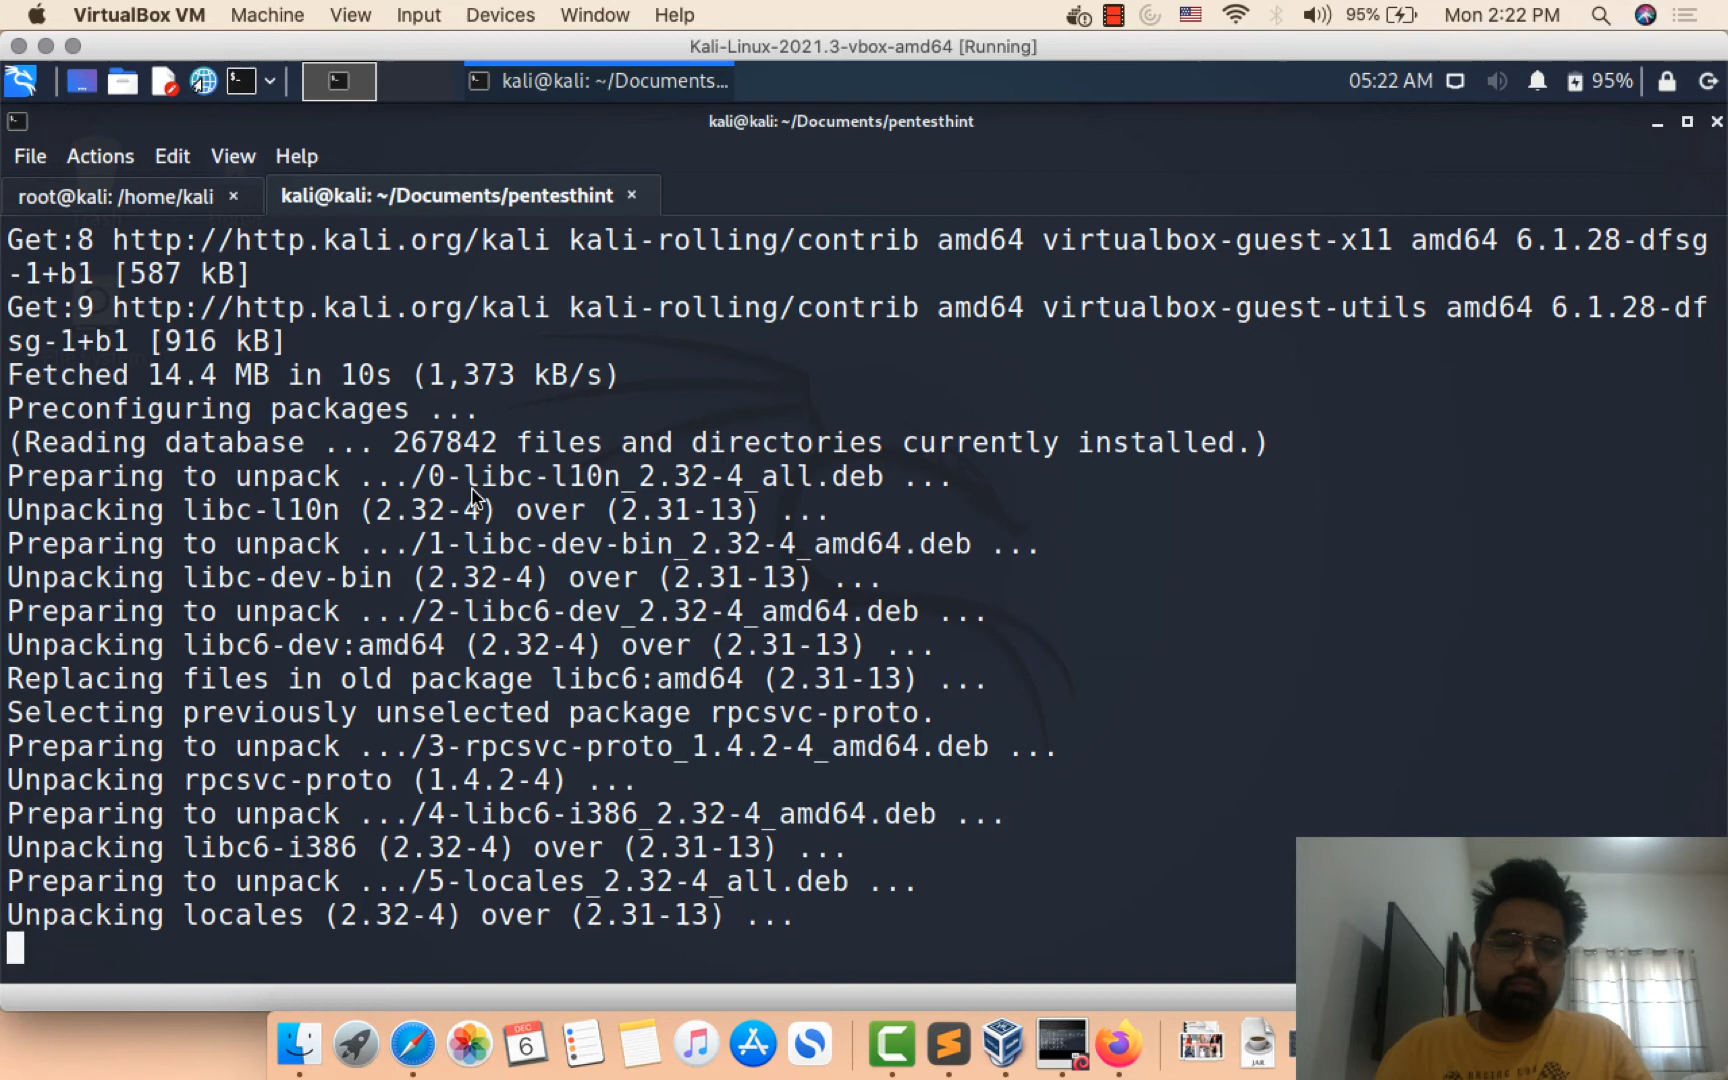 VirtualBox VM Machine View Input Devices Window Help 95% Mon 2:22 PM
Kali-Linux-2021.3-vbox-amd64 [Running]
kali@kali: ~/Documents... 05:22 AM 95%
kali@kali: ~/Documents/pentesthint
File Actions Edit View Help
root@kali: /home/kali × kali@kali: ~/Documents/pentesthint ×
Get:8 http://http.kali.org/kali kali-rolling/contrib amd64 virtualbox-guest-x11 amd64 6.1.28-dfsg
-1+b1 [587 kB]
Get:9 http://http.kali.org/kali kali-rolling/contrib amd64 virtualbox-guest-utils amd64 6.1.28-df
sg-1+b1 [916 kB]
Fetched 14.4 MB in 10s (1,373 kB/s)
Preconfiguring packages ...
(Reading database ... 267842 files and directories currently installed.)
Preparing to unpack .../0-libc-l10n_2.32-4_all.deb ...
Unpacking libc-l10n (2.32-4) over (2.31-13) ...
Preparing to unpack .../1-libc-dev-bin_2.32-4_amd64.deb ...
Unpacking libc-dev-bin (2.32-4) over (2.31-13) ...
Preparing to unpack .../2-libc6-dev_2.32-4_amd64.deb ...
Unpacking libc6-dev:amd64 (2.32-4) over (2.31-13) ...
Replacing files in old package libc6:amd64 (2.31-13) ...
Selecting previously unselected package rpcsvc-proto.
Preparing to unpack .../3-rpcsvc-proto_1.4.2-4_amd64.deb ...
Unpacking rpcsvc-proto (1.4.2-4) ...
Preparing to unpack .../4-libc6-i386_2.32-4_amd64.deb ...
Unpacking libc6-i386 (2.32-4) over (2.31-13) ...
Preparing to unpack .../5-locales_2.32-4_all.deb ...
Unpacking locales (2.32-4) over (2.31-13) ...
DEC
6
JAR